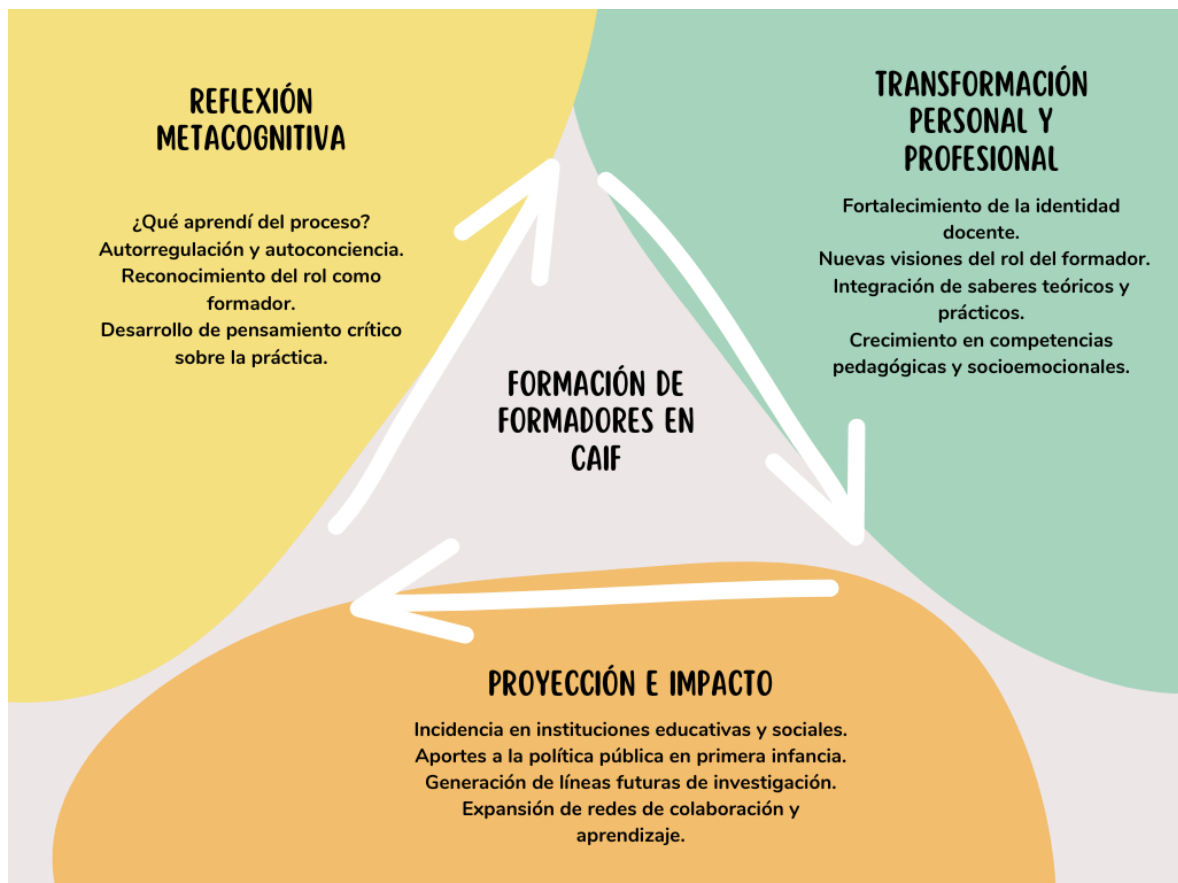 REFLEXIÓN
METACOGNITIVA
¿Qué aprendí del proceso?
Autorregulación y autoconciencia.
Reconocimiento del rol como
formador.
Desarrollo de pensamiento crítico
sobre la práctica.
TRANSFORMACIÓN
PERSONAL Y
PROFESIONAL
Fortalecimiento de la identidad
docente.
Nuevas visiones del rol del formador.
Integración de saberes teóricos y
prácticos.
Crecimiento en competencias
pedagógicas y socioemocionales.
FORMACIÓN DE
FORMADORES EN
CAIF
PROYECCIÓN E IMPACTO
Incidencia en instituciones educativas y sociales.
Aportes a la política pública en primera infancia.
Generación de líneas futuras de investigación.
Expansión de redes de colaboración y
aprendizaje.